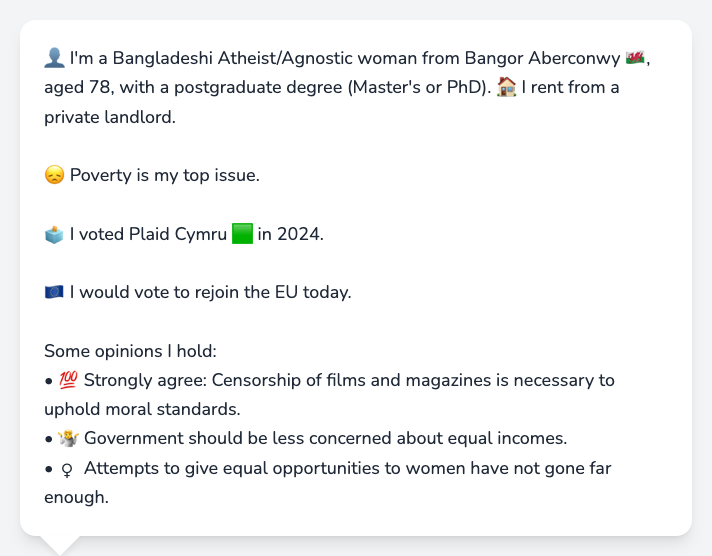 👤 I'm a Bangladeshi Atheist/Agnostic woman from Bangor Aberconwy 🏴󠁧󠁢󠁷󠁬󠁳󠁿,
aged 78, with a postgraduate degree (Master's or PhD). 🏠 I rent from a
private landlord.
😞 Poverty is my top issue.
🗳️ I voted Plaid Cymru 🟩 in 2024.
🇪🇺 I would vote to rejoin the EU today.
Some opinions I hold:
• 💯 Strongly agree: Censorship of films and magazines is necessary to
uphold moral standards.
• 🤷 Government should be less concerned about equal incomes.
• ♀ Attempts to give equal opportunities to women have not gone far
enough.